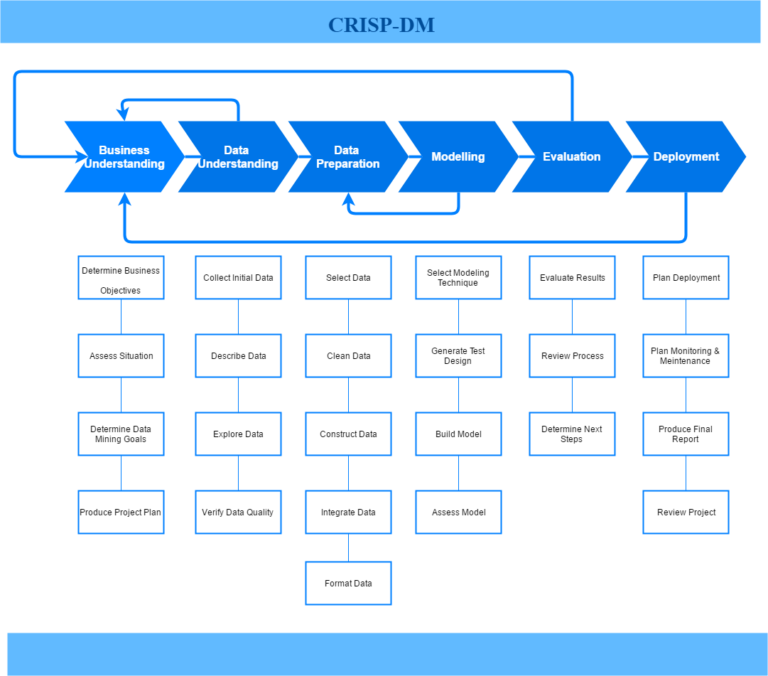 CRISP-DM
Business
Understanding
Data
Understanding
Data
Preparation
Modelling
Evaluation
Deployment
Determine Business
Objectives
Assess Situation
Determine Data
Mining Goals
Produce Project Plan
Collect Initial Data
Describe Data
Explore Data
Verify Data Quality
Select Data
Clean Data
Construct Data
Integrate Data
Format Data
Select Modeling
Technique
Generate Test
Design
Build Model
Assess Model
Evaluate Results
Review Process
Determine Next
Steps
Plan Deployment
Plan Monitoring &
Meintenance
Produce Final
Report
Review Project